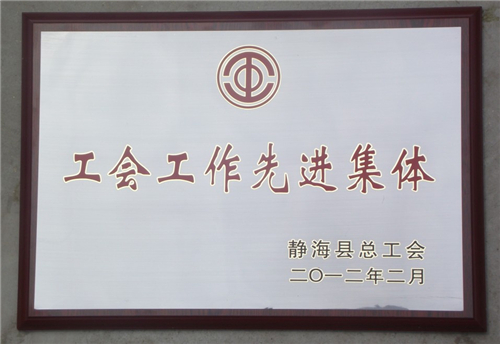 工会工作先进集体
静海县总工会
二〇一二年二月